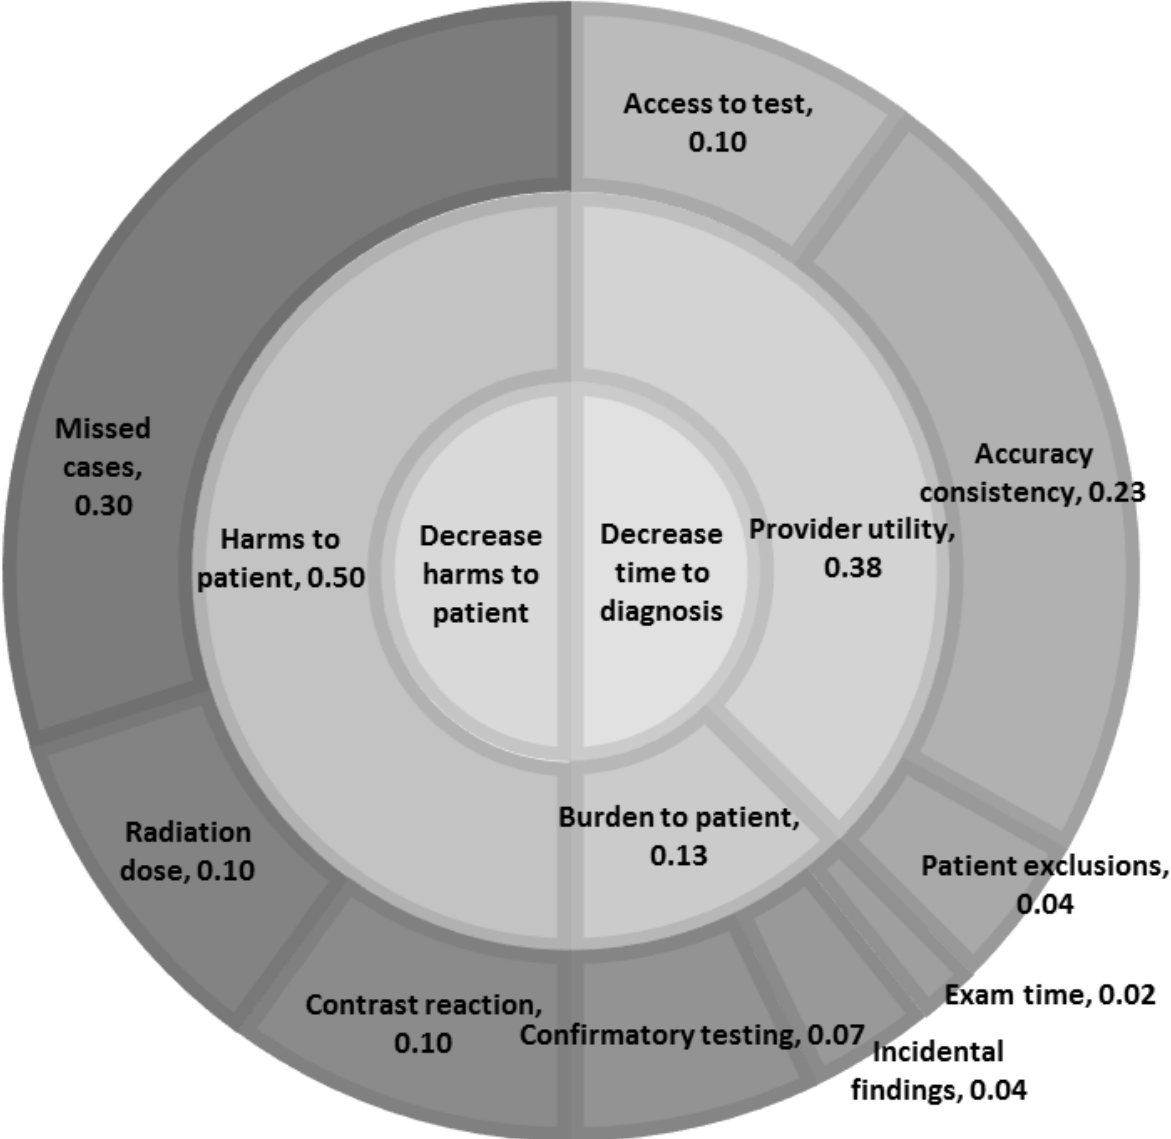 Access to test,
0.10
Accuracy
consistency, 0.23
Missed
cases,
0.30
Harms to
patient, 0.50
Decrease
harms to
patient
Decrease
time to
diagnosis
Provider utility,
0.38
Burden to patient,
0.13
Radiation
dose, 0.10
Patient exclusions,
0.04
Contrast reaction,
0.10
Confirmatory testing, 0.07
Exam time, 0.02
Incidental
findings, 0.04